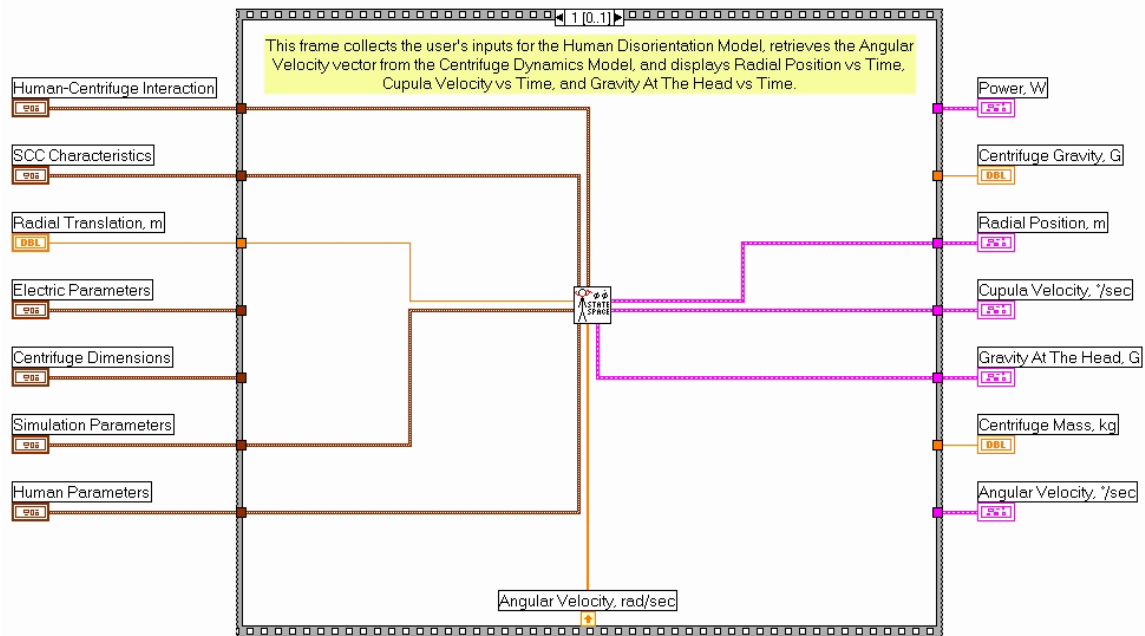 1 [0..1]
This frame collects the user's inputs for the Human Disorientation Model, retrieves the Angular
Velocity vector from the Centrifuge Dynamics Model, and displays Radial Position vs Time,
Cupula Velocity vs Time, and Gravity At The Head vs Time.
Human-Centrifuge Interaction
SCC Characteristics
Radial Translation, m
DBL
Electric Parameters
Centrifuge Dimensions
Simulation Parameters
Human Parameters
STATE
SPACE
Angular Velocity, rad/sec
Power, W
Centrifuge Gravity, G
DBL
Radial Position, m
Cupula Velocity, °/sec
Gravity At The Head, G
Centrifuge Mass, kg
DBL
Angular Velocity, °/sec